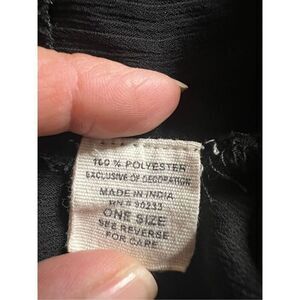 100 % POLYESTER
EXCLUSIVE OF DECORATION
MADE IN INDIA
RN # 90233
ONE SIZE
SEE REVERSE
FOR CARE